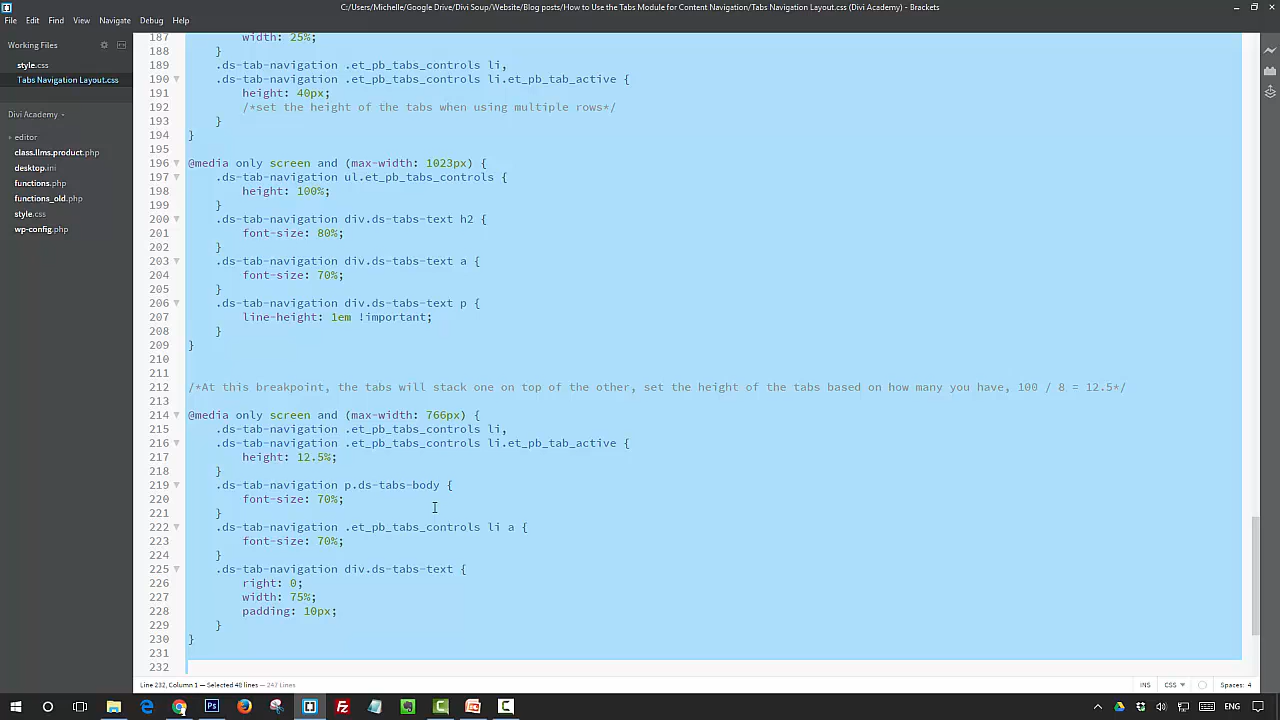 C:/Users/Michelle/Google Drive/Divi Soup/Website/Blog posts/How to Use the Tabs Module for Content Navigation/Tabs Navigation Layout.css (Divi Academy) - Brackets
File Edit Find View Navigate Debug Help
Working Files
style.css
Tabs Navigation Layout.css
Divi Academy
editor
class.llms.product.php
desktop.ini
functions.php
functions_old.php
style.css
wp-config.php
187 width: 25%;
188 }
189 .ds-tab-navigation .et_pb_tabs_controls li,
190 .ds-tab-navigation .et_pb_tabs_controls li.et_pb_tab_active {
191 height: 40px;
192 /*set the height of the tabs when using multiple rows*/
193 }
194 }
195
196 @media only screen and (max-width: 1023px) {
197 .ds-tab-navigation ul.et_pb_tabs_controls {
198 height: 100%;
199 }
200 .ds-tab-navigation div.ds-tabs-text h2 {
201 font-size: 80%;
202 }
203 .ds-tab-navigation div.ds-tabs-text a {
204 font-size: 70%;
205 }
206 .ds-tab-navigation div.ds-tabs-text p {
207 line-height: 1em !important;
208 }
209 }
210
211
212 /*At this breakpoint, the tabs will stack one on top of the other, set the height of the tabs based on how many you have, 100 / 8 = 12.5*/
213
214 @media only screen and (max-width: 766px) {
215 .ds-tab-navigation .et_pb_tabs_controls li,
216 .ds-tab-navigation .et_pb_tabs_controls li.et_pb_tab_active {
217 height: 12.5%;
218 }
219 .ds-tab-navigation p.ds-tabs-body {
220 font-size: 70%;
221 }
222 .ds-tab-navigation .et_pb_tabs_controls li a {
223 font-size: 70%;
224 }
225 .ds-tab-navigation div.ds-tabs-text {
226 right: 0;
227 width: 75%;
228 padding: 10px;
229 }
230 }
231
232
Line 232, Column 1 — Selected 48 lines — 247 Lines
INS CSS Spaces: 4
ENG 2